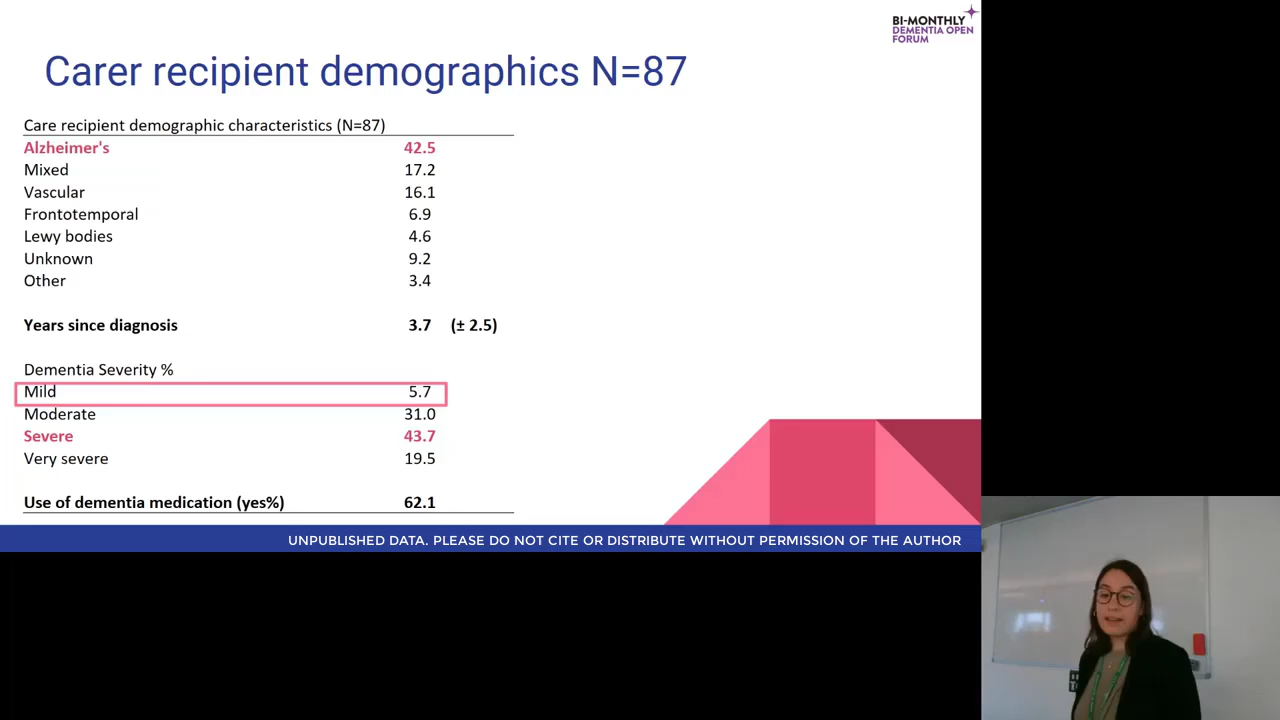 BI-MONTHLY
DEMENTIA OPEN
FORUM
Carer recipient demographics N=87
Care recipient demographic characteristics (N=87)
Alzheimer's 42.5
Mixed 17.2
Vascular 16.1
Frontotemporal 6.9
Lewy bodies 4.6
Unknown 9.2
Other 3.4
Years since diagnosis 3.7 (± 2.5)
Dementia Severity %
Mild 5.7
Moderate 31.0
Severe 43.7
Very severe 19.5
Use of dementia medication (yes%) 62.1
UNPUBLISHED DATA. PLEASE DO NOT CITE OR DISTRIBUTE WITHOUT PERMISSION OF THE AUTHOR